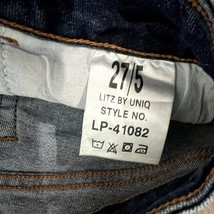 27/5
LITZ BY UNIQ
STYLE NO.
LP-41082